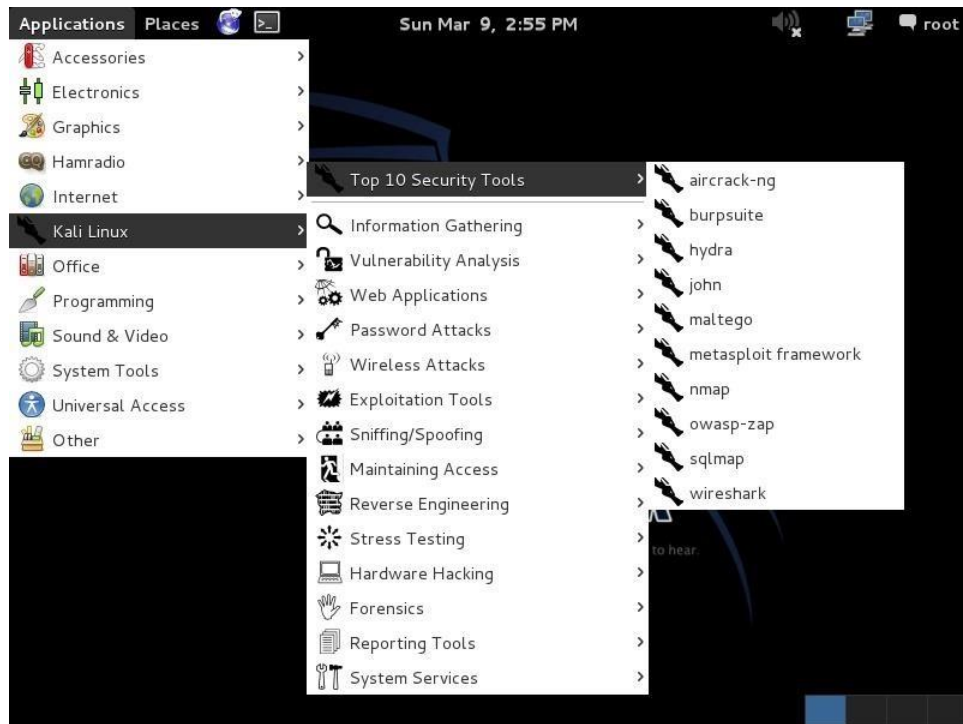 Applications Places Sun Mar 9, 2:55 PM root
Accessories
Electronics
Graphics
Hamradio
Internet
Kali Linux
Office
Programming
Sound & Video
System Tools
Universal Access
Other
Top 10 Security Tools
Information Gathering
Vulnerability Analysis
Web Applications
Password Attacks
Wireless Attacks
Exploitation Tools
Sniffing/Spoofing
Maintaining Access
Reverse Engineering
Stress Testing
Hardware Hacking
Forensics
Reporting Tools
System Services
aircrack-ng
burpsuite
hydra
john
maltego
metasploit framework
nmap
owasp-zap
sqlmap
wireshark
to hear.